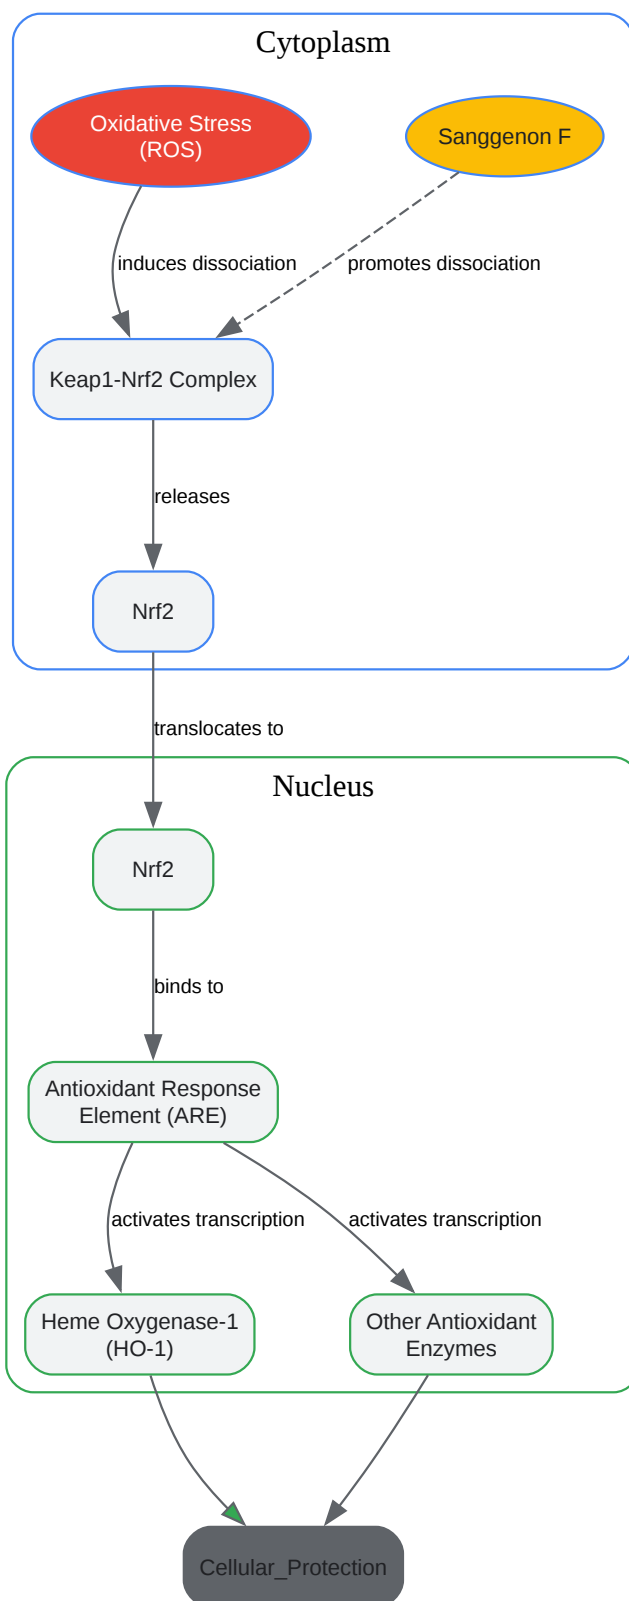 Cytoplasm
Oxidative Stress
(ROS)
Sanggenon F
induces dissociation
promotes dissociation
Keap1-Nrf2 Complex
releases
Nrf2
translocates to
Nucleus
Nrf2
binds to
Antioxidant Response
Element (ARE)
activates transcription
activates transcription
Heme Oxygenase-1
(HO-1)
Other Antioxidant
Enzymes
Cellular_Protection